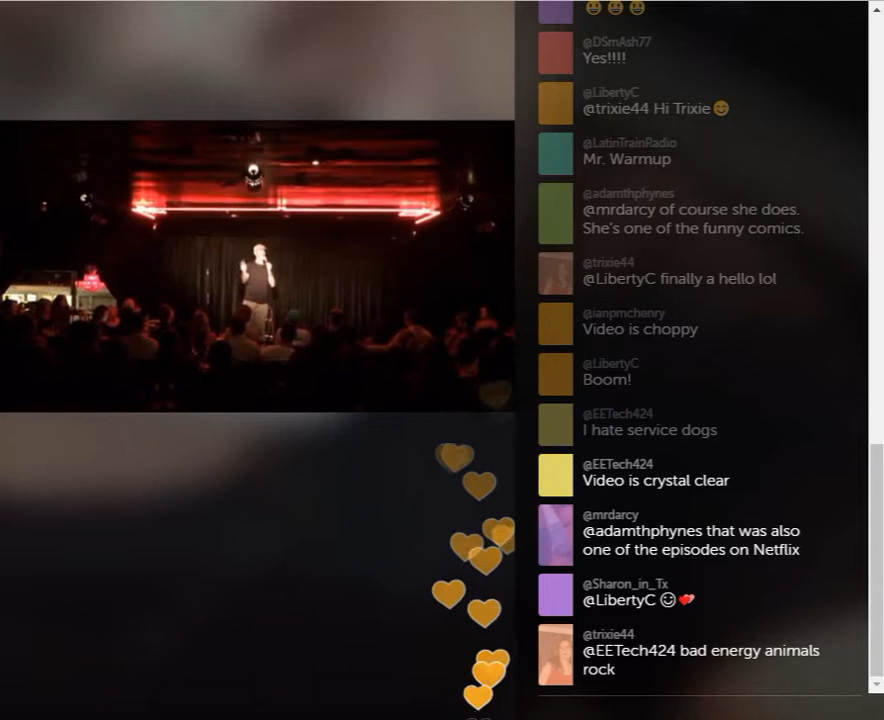 @DSmAsh77
Yes!!!!
@LibertyC
@trixie44 Hi Trixie
@LatinTrainRadio
Mr. Warmup
@adamthphynes
@mrdarcy of course she does.
She's one of the funny comics.
@trixie44
@LibertyC finally a hello lol
@ianpmchenry
Video is choppy
@LibertyC
Boom!
@EETech424
I hate service dogs
@EETech424
Video is crystal clear
@mrdarcy
@adamthphynes that was also
one of the episodes on Netflix
@Sharon_in_Tx
@LibertyC
@trixie44
@EETech424 bad energy animals
rock